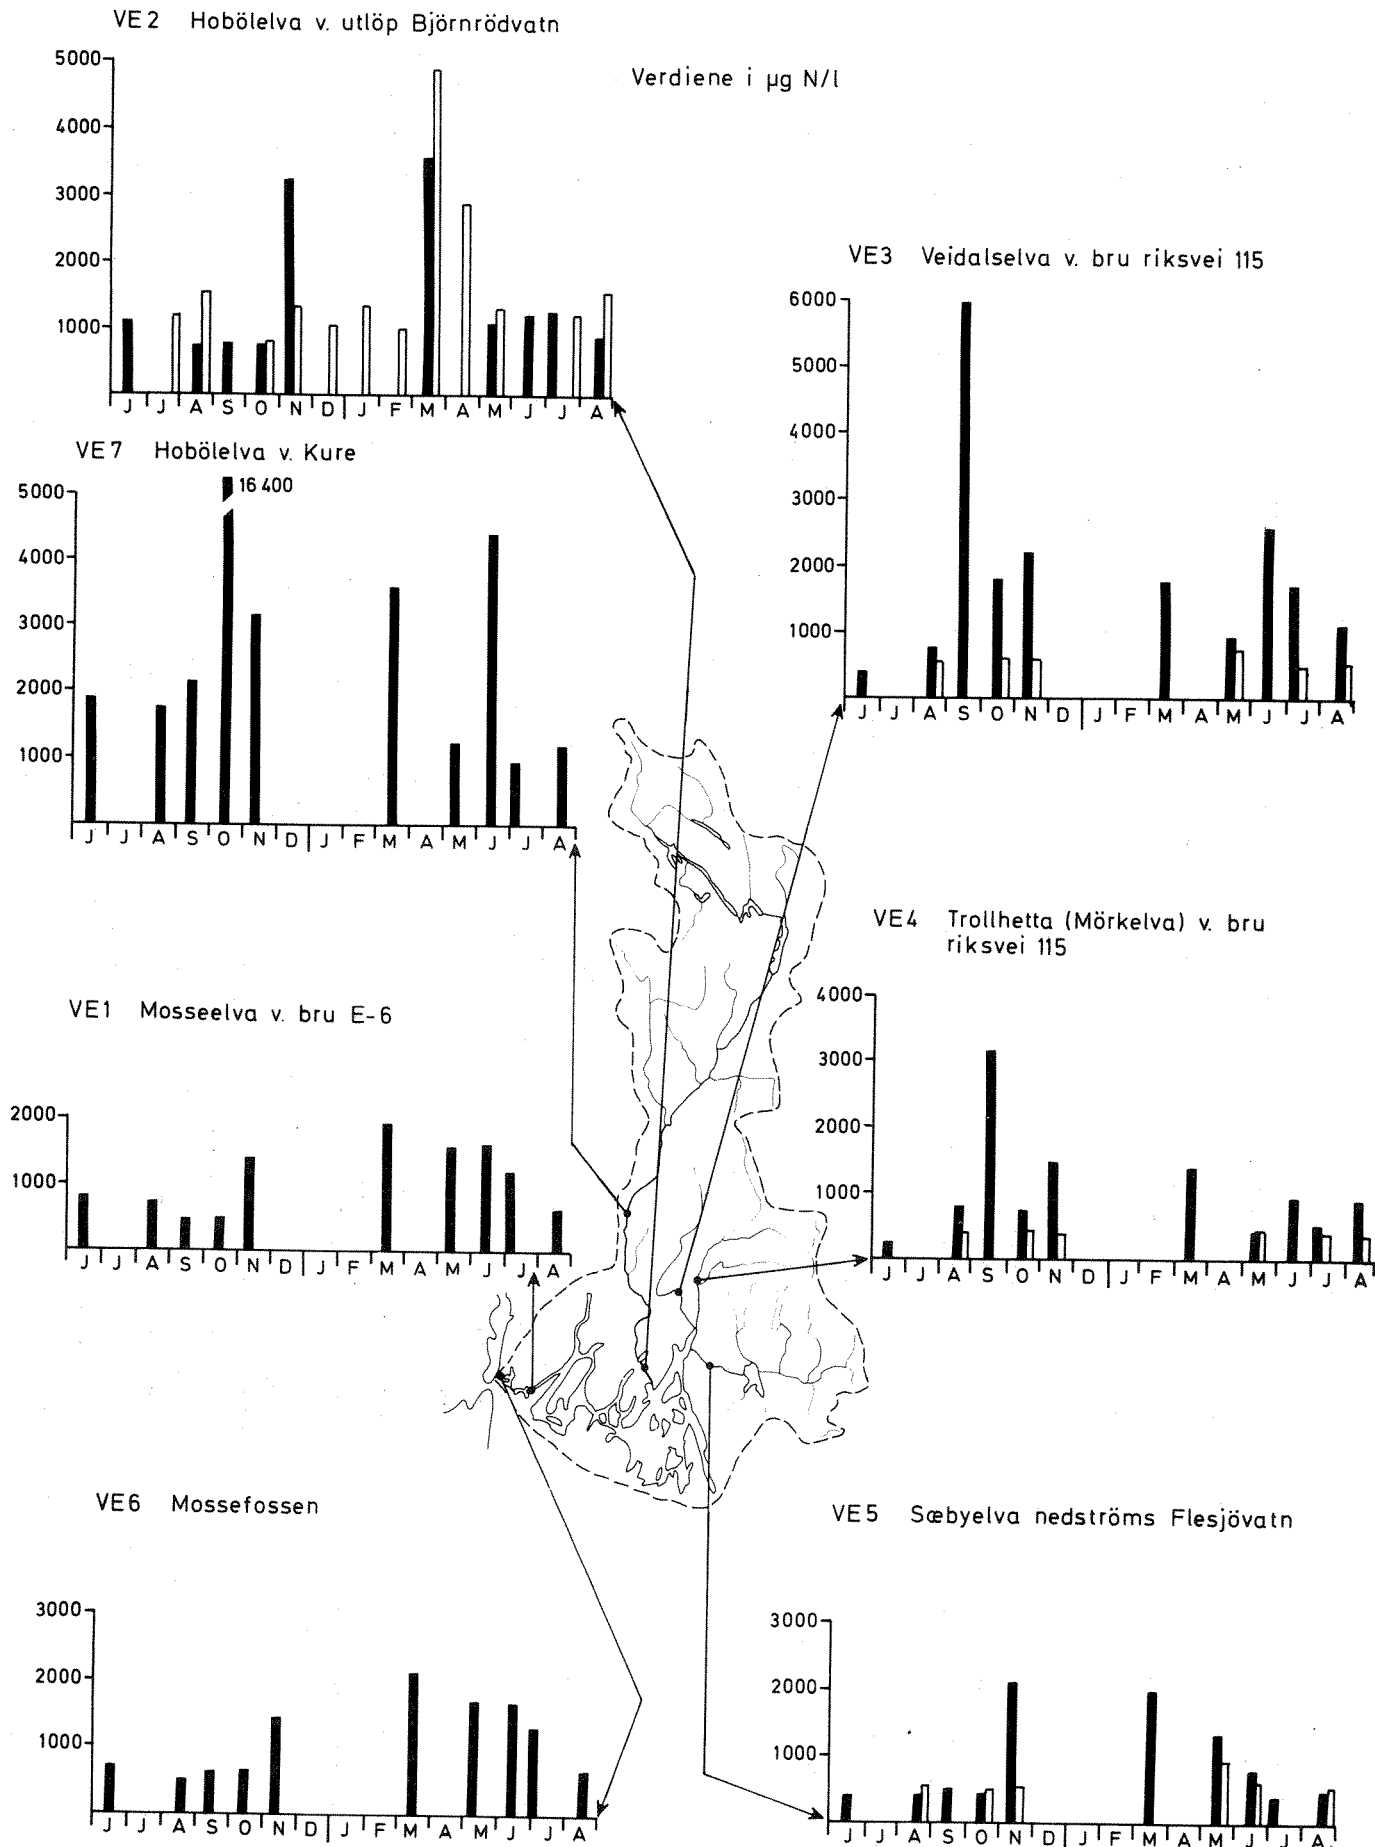 VE2 Hobölelva v. utlöp Björnrödvatn
Verdiene i µg N/l
5000
4000
3000
2000
1000
J J A S O N D J F M A M J J A
VE3 Veidalselva v. bru riksvei 115
6000
5000
4000
3000
2000
1000
J J A S O N D J F M A M J J A
VE7 Hobölelva v. Kure
16 400
5000
4000
3000
2000
1000
J J A S O N D J F M A M J J A
VE4 Trollhetta (Mörkelva) v. bru
riksvei 115
4000
3000
2000
1000
J J A S O N D J F M A M J J A
VE1 Mosseelva v. bru E-6
2000
1000
J J A S O N D J F M A M J J A
VE6 Mossefossen
3000
2000
1000
J J A S O N D J F M A M J J A
VE5 Sæbyelva nedströms Flesjövatn
3000
2000
1000
J J A S O N D J F M A M J J A